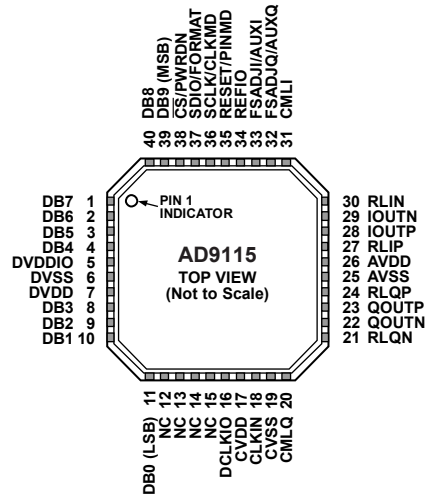 40 DB8
39 DB9 (MSB)
38 CS/PWRDN
37 SDIO/FORMAT
36 SCLK/CLKMD
35 RESET/PINMD
34 REFIO
33 FSADJI/AUXI
32 FSADJQ/AUXQ
31 CMLI
DB7 1
DB6 2
DB5 3
DB4 4
DVDDIO 5
DVSS 6
DVDD 7
DB3 8
DB2 9
DB1 10
PIN 1
INDICATOR
AD9115
TOP VIEW
(Not to Scale)
30 RLIN
29 IOUTN
28 IOUTP
27 RLIP
26 AVDD
25 AVSS
24 RLQP
23 QOUTP
22 QOUTN
21 RLQN
DB0 (LSB) 11
NC 12
NC 13
NC 14
NC 15
DCLKIO 16
CVDD 17
CLKIN 18
CVSS 19
CMLQ 20